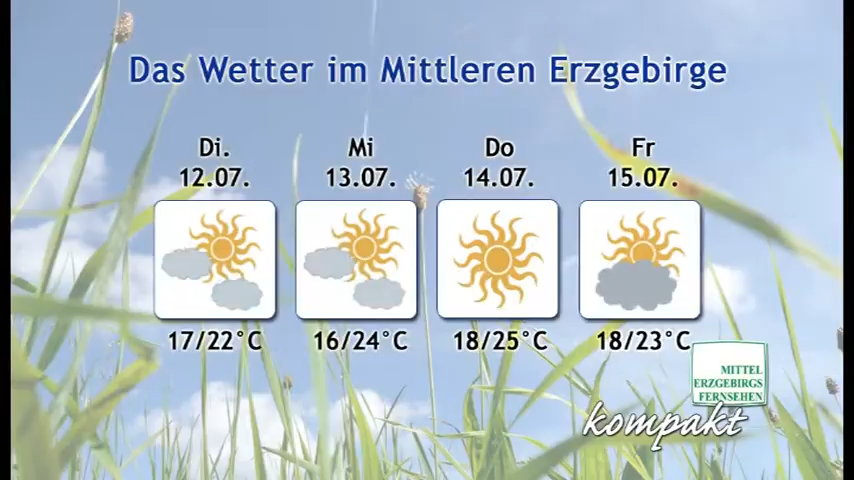 Das Wetter im Mittleren Erzgebirge
Di. Mi Do Fr
12.07. 13.07. 14.07. 15.07.
17/22°C 16/24°C 18/25°C 18/23°C
MITTEL
ERZGEBIRGS
FERNSEHEN
kompakt